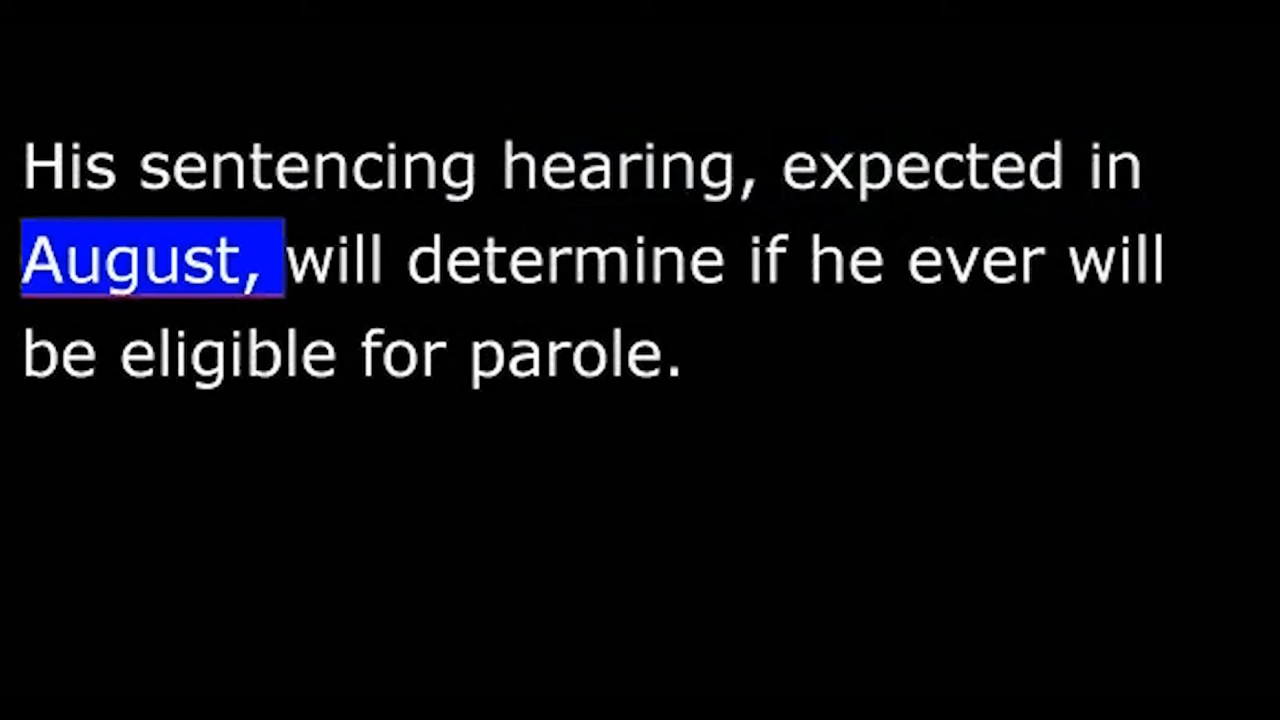 His sentencing hearing, expected in
August, will determine if he ever will
be eligible for parole.